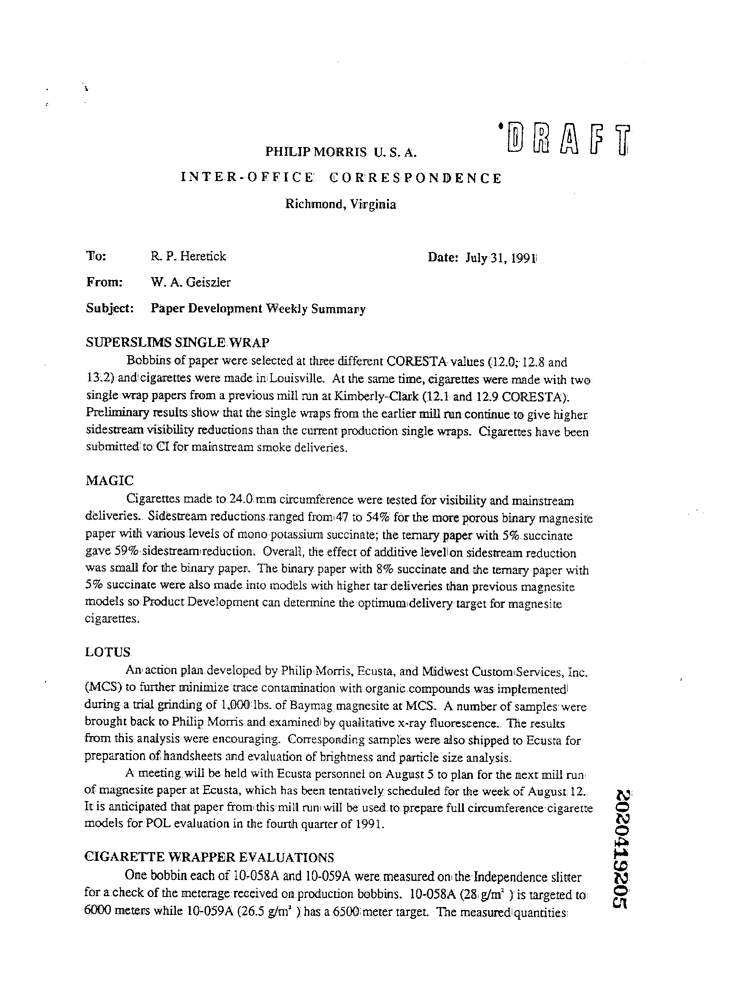 DRAFT
PHILIP MORRIS U. S. A.
INTER-OFFICE CORRESPONDENCE
Richmond, Virginia
To: R. P. Heretick Date: July 31, 1991
From: W. A. Geiszler
Subject: Paper Development Weekly Summary
SUPERSLIMS SINGLE WRAP
Bobbins of paper were selected at three different CORESTA values (12.0, 12.8 and
13.2) and cigarettes were made in Louisville. At the same time, cigarettes were made with two
single wrap papers from a previous mill run at Kimberly-Clark (12.1 and 12.9 CORESTA).
Preliminary results show that the single wraps from the earlier mill run continue to give higher
sidestream visibility reductions than the current production single wraps. Cigarettes have been
submitted to CI for mainstream smoke deliveries.
MAGIC
Cigarettes made to 24.0 mm circumference were tested for visibility and mainstream
deliveries. Sidestream reductions ranged from 47 to 54% for the more porous binary magnesite
paper with various levels of mono potassium succinate; the ternary paper with 5% succinate
gave 59% sidestream reduction. Overall, the effect of additive level on sidestream reduction
was small for the binary paper. The binary paper with 8% succinate and the ternary paper with
5% succinate were also made into models with higher tar deliveries than previous magnesite
models so Product Development can determine the optimum delivery target for magnesite
cigarettes.
LOTUS
An action plan developed by Philip Morris, Ecusta, and Midwest Custom Services, Inc.
(MCS) to further minimize trace contamination with organic compounds was implemented
during a trial grinding of 1,000 lbs. of Baymag magnesite at MCS. A number of samples were
brought back to Philip Morris and examined by qualitative x-ray fluorescence. The results
from this analysis were encouraging. Corresponding samples were also shipped to Ecusta for
preparation of handsheets and evaluation of brightness and particle size analysis.
A meeting will be held with Ecusta personnel on August 5 to plan for the next mill run
of magnesite paper at Ecusta, which has been tentatively scheduled for the week of August 12.
It is anticipated that paper from this mill run will be used to prepare full circumference cigarette
models for POL evaluation in the fourth quarter of 1991.
CIGARETTE WRAPPER EVALUATIONS
One bobbin each of 10-058A and 10-059A were measured on the Independence slitter
for a check of the meterage received on production bobbins. 10-058A (28 g/m² ) is targeted to
6000 meters while 10-059A (26.5 g/m² ) has a 6500 meter target. The measured quantities
2020419205